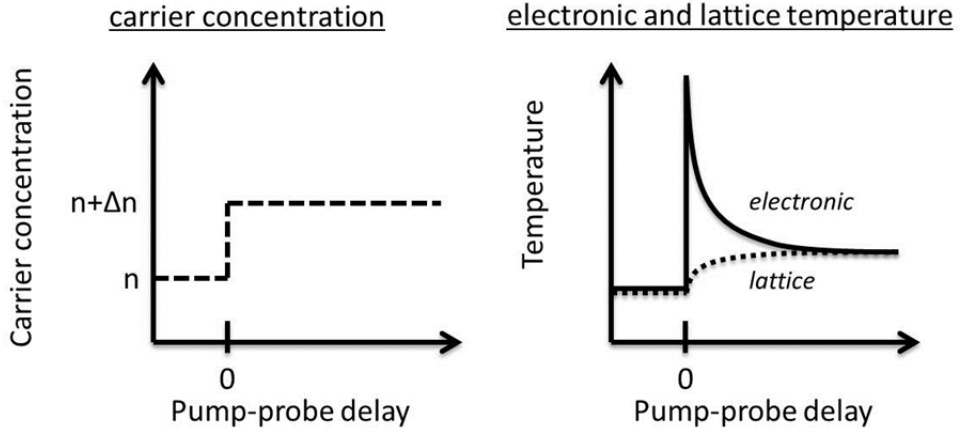 carrier concentration
Carrier concentration
n+Δn
n
0
Pump-probe delay
electronic and lattice temperature
Temperature
electronic
lattice
0
Pump-probe delay